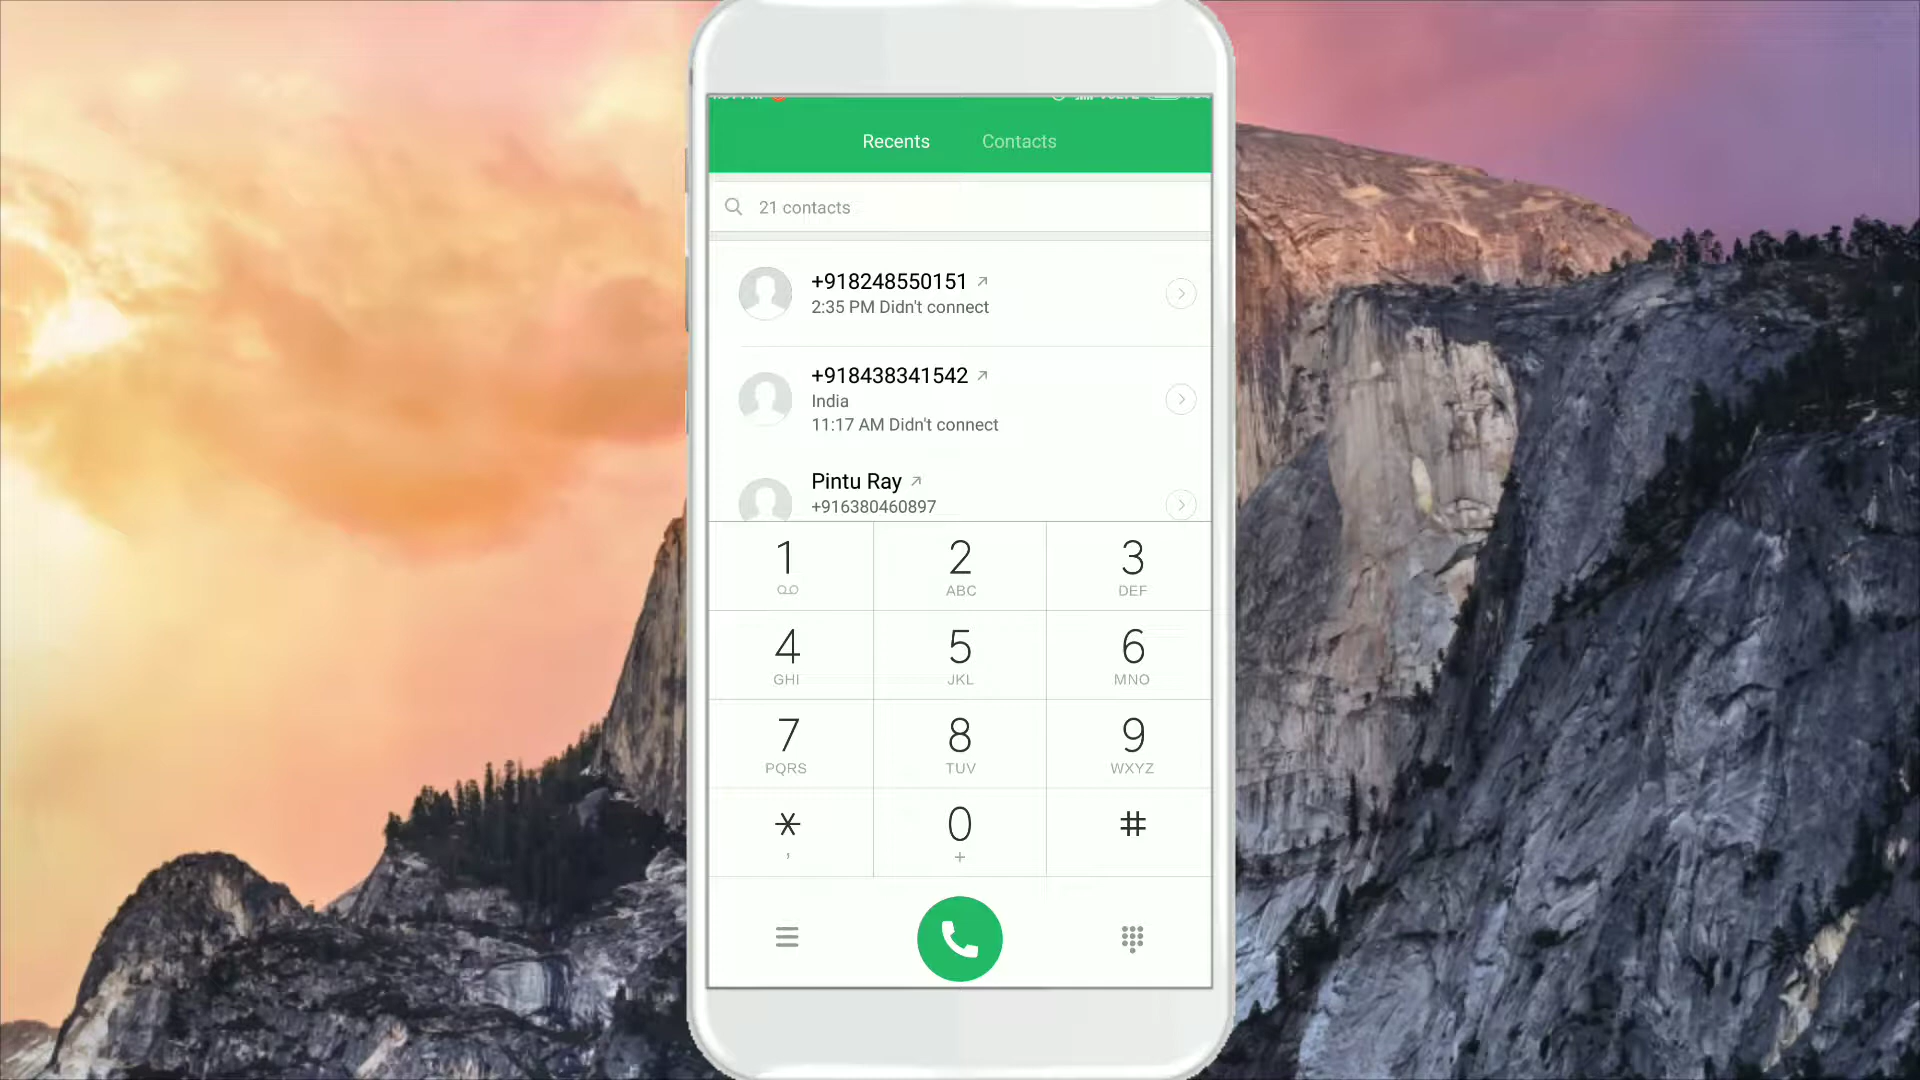 Recents Contacts
21 contacts
+918248550151
2:35 PM Didn't connect
+918438341542
India
11:17 AM Didn't connect
Pintu Ray
+916380460897
1 2 3
ABC DEF
4 5 6
GHI JKL MNO
7 8 9
PQRS TUV WXYZ
* 0 #
, +